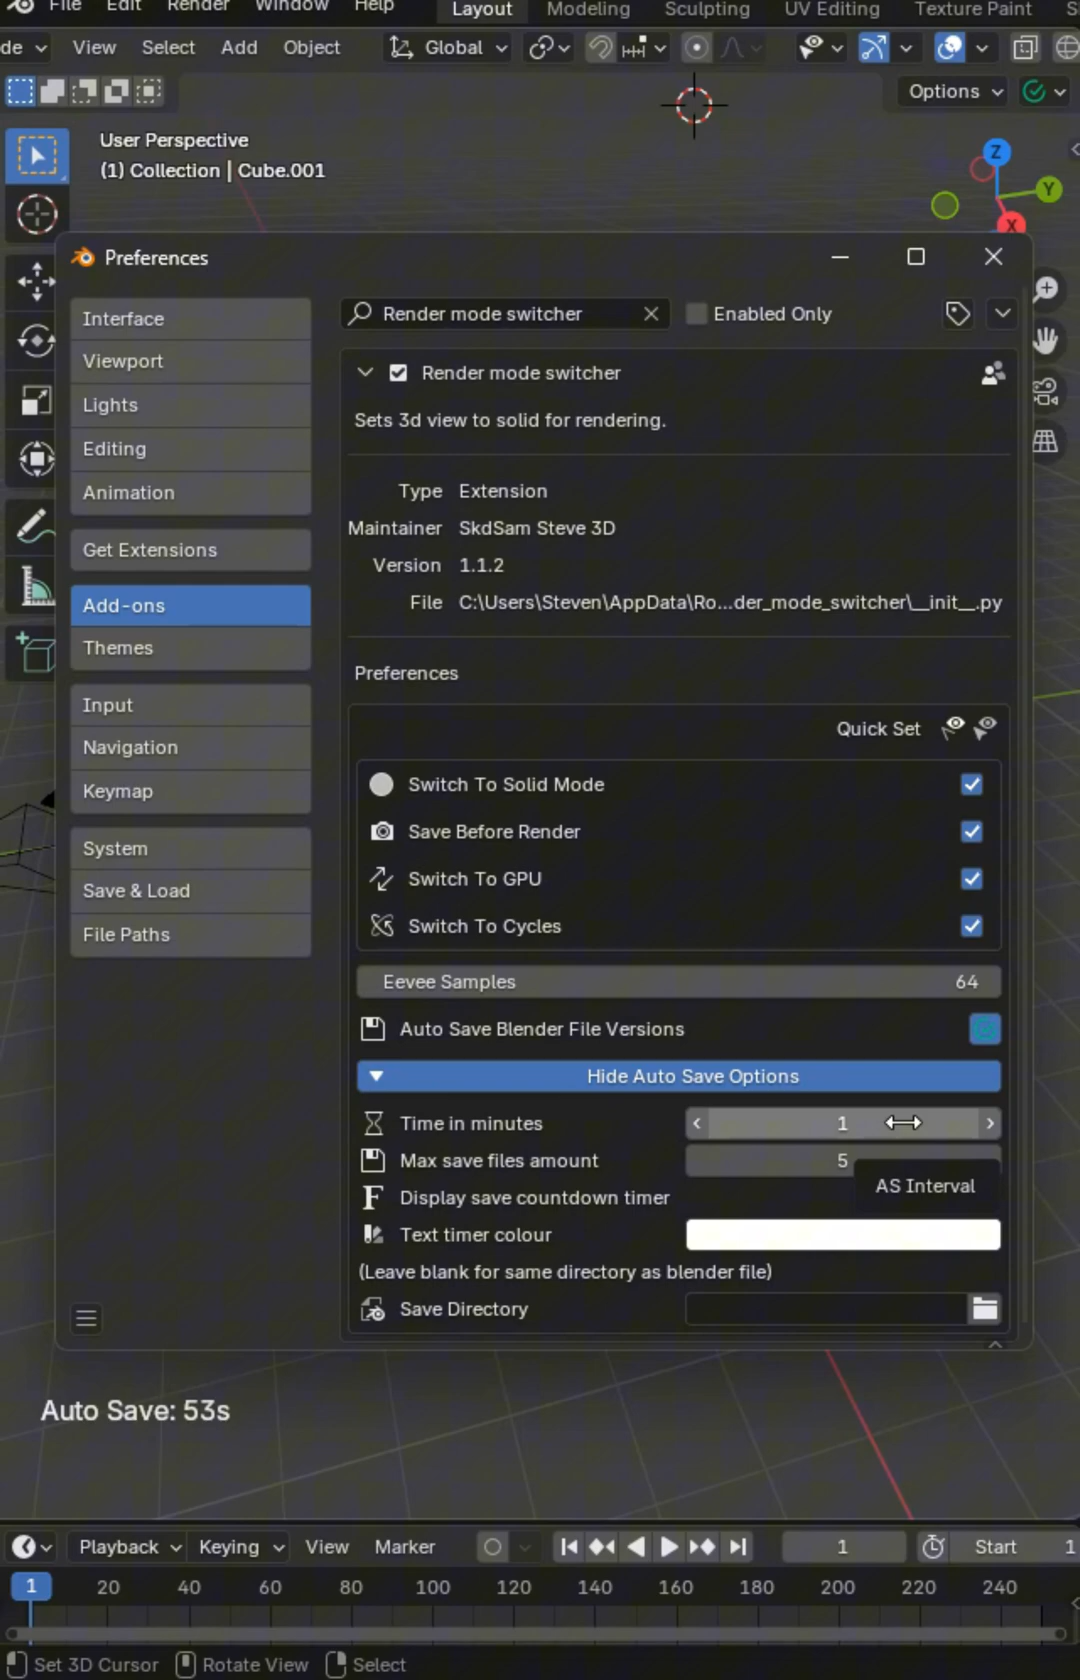 File Edit Render Window Help Layout Modeling Sculpting UV Editing Texture Paint
de View Select Add Object Global
Options
User Perspective
(1) Collection | Cube.001
Z
Y
X
Preferences
Interface
Viewport
Lights
Editing
Animation
Get Extensions
Add-ons
Themes
Input
Navigation
Keymap
System
Save & Load
File Paths
Render mode switcher Enabled Only
Render mode switcher
Sets 3d view to solid for rendering.
Type Extension
Maintainer SkdSam Steve 3D
Version 1.1.2
File C:\Users\Steven\AppData\Ro...der_mode_switcher\__init__.py
Preferences
Quick Set
Switch To Solid Mode
Save Before Render
Switch To GPU
Switch To Cycles
Eevee Samples 64
Auto Save Blender File Versions
Hide Auto Save Options
Time in minutes 1
Max save files amount 5
AS Interval
Display save countdown timer
Text timer colour
(Leave blank for same directory as blender file)
Save Directory
Auto Save: 53s
Playback Keying View Marker 1 Start 1
1 20 40 60 80 100 120 140 160 180 200 220 240
Set 3D Cursor Rotate View Select